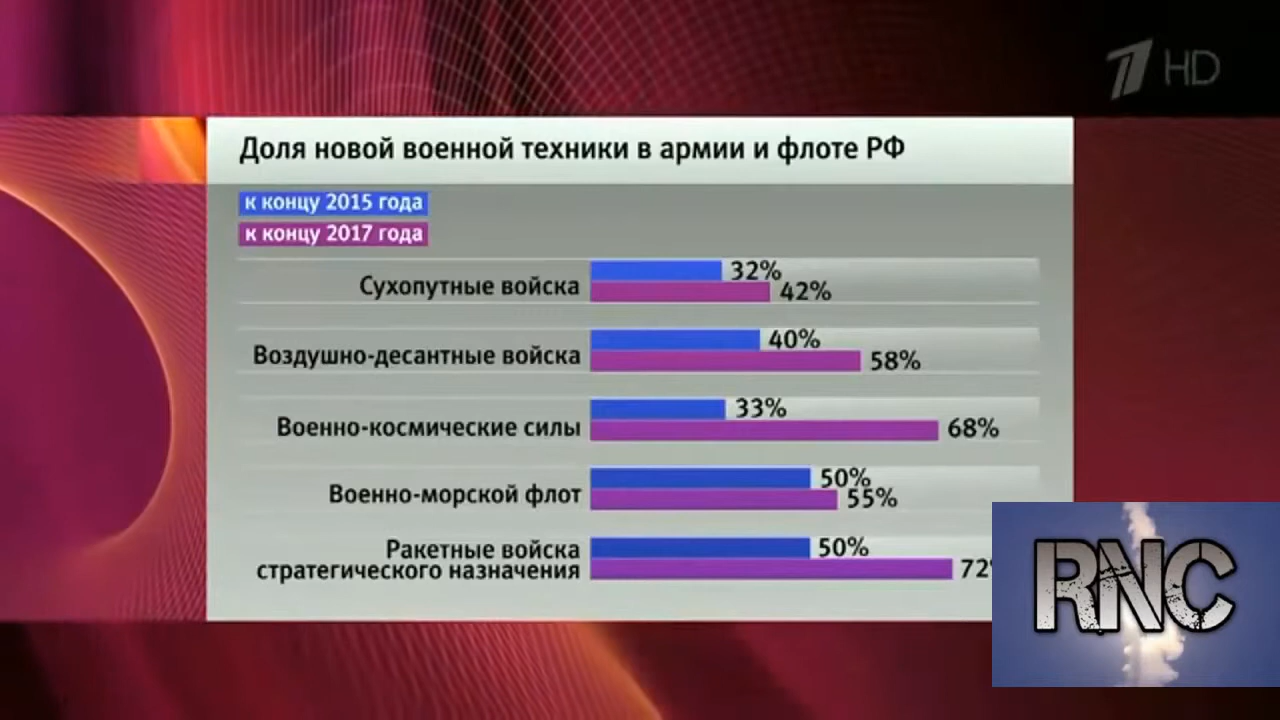 1 HD
Доля новой военной техники в армии и флоте РФ
к концу 2015 года
к концу 2017 года
Сухопутные войска
32%
42%
Воздушно-десантные войска
40%
58%
Военно-космические силы
33%
68%
Военно-морской флот
50%
55%
Ракетные войска
стратегического назначения
50%
72
RNC